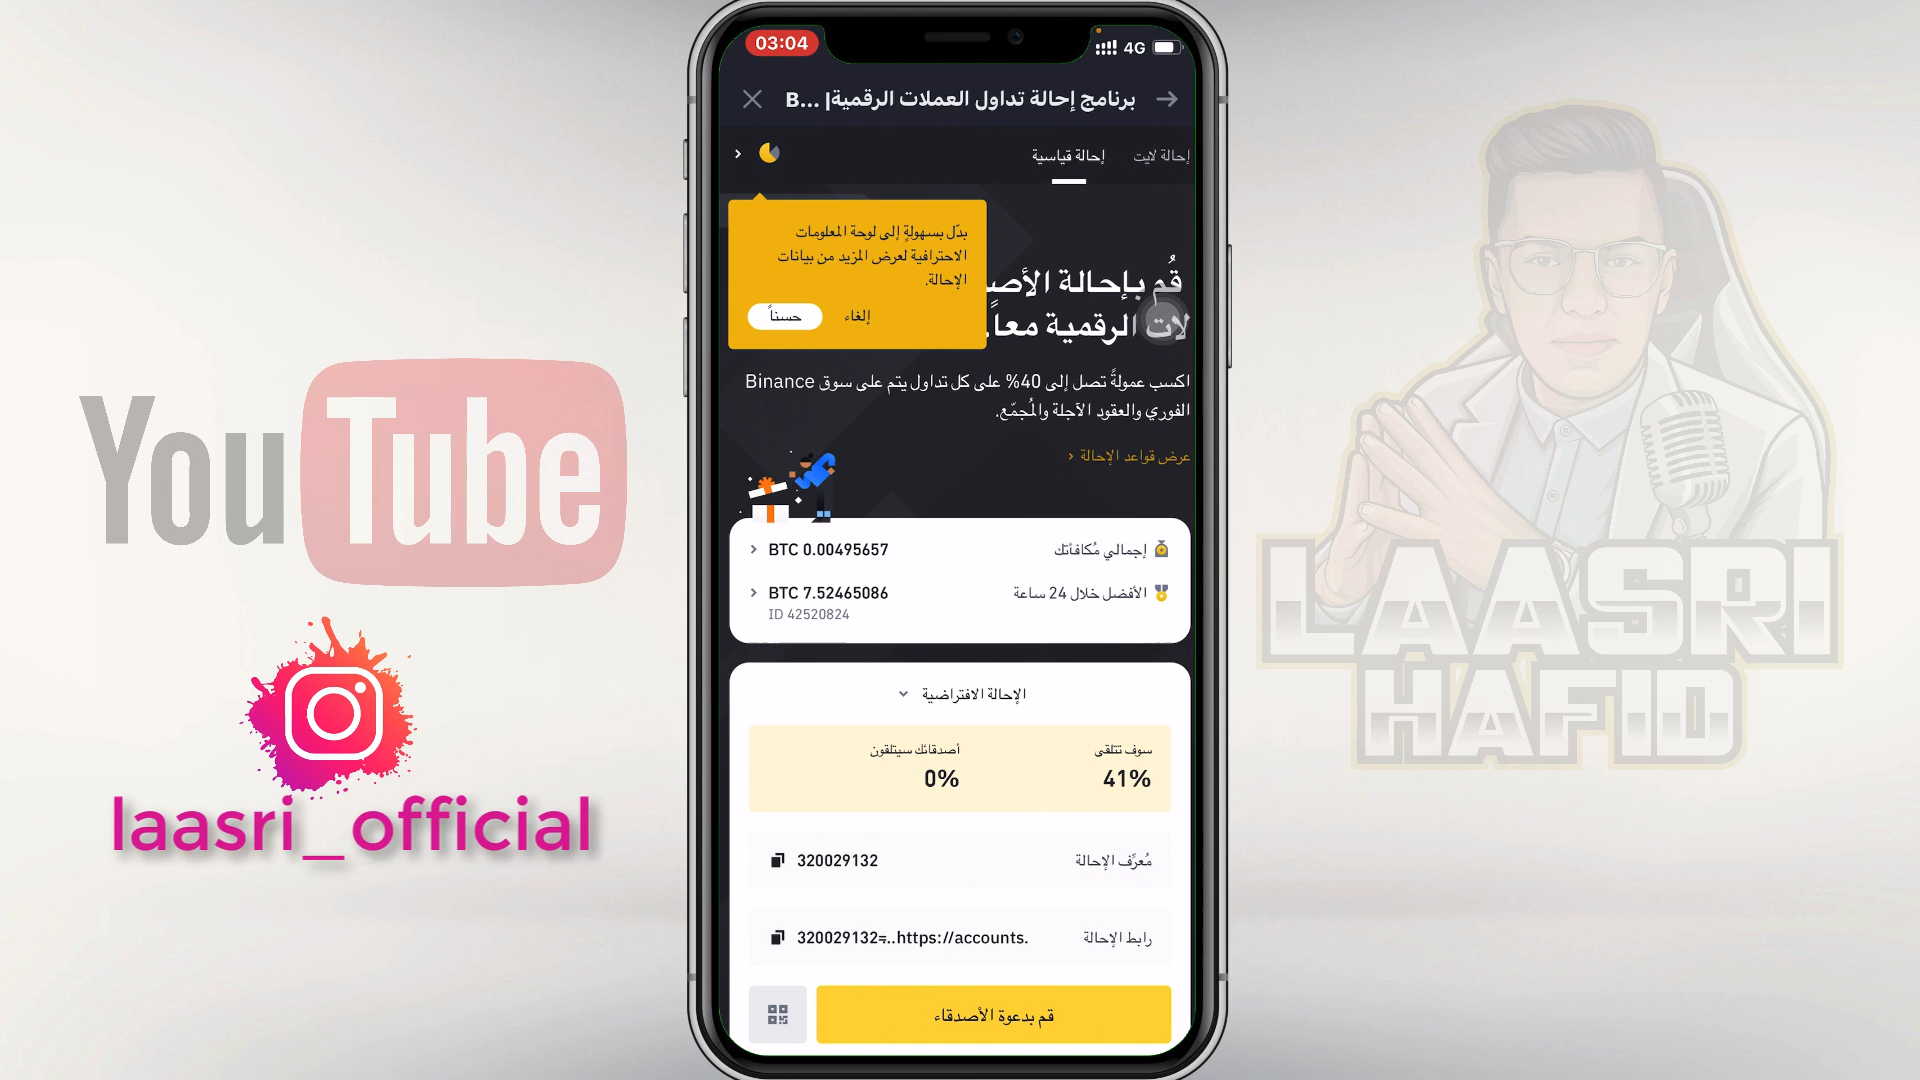 03:04
4G
برنامج إحالة تداول العملات الرقمية| B...
إحالة لايت
إحالة قياسية
بدّل بسهولةٍ إلى لوحة المعلومات
الاحترافية لعرض المزيد من بيانات
الإحالة.
إلغاء
حسناً
قُم بإحالة الأصد
لات الرقمية معاً.
اكسب عمولةً تصل إلى 40% على كل تداول يتم على سوق Binance
الفوري والعقود الآجلة والمُجمّع.
عرض قواعد الإحالة
إجمالي مُكافأتك
BTC 0.00495657
الأفضل خلال 24 ساعة
BTC 7.52465086
ID 42520824
الإحالة الافتراضية
سوف تتلقى
41%
أصدقائك سيتلقون
0%
مُعرِّف الإحالة
320029132
رابط الإحالة
320029132=..https://accounts.
قم بدعوة الأصدقاء
YouTube
laasri_official
LAASRI
HAFID